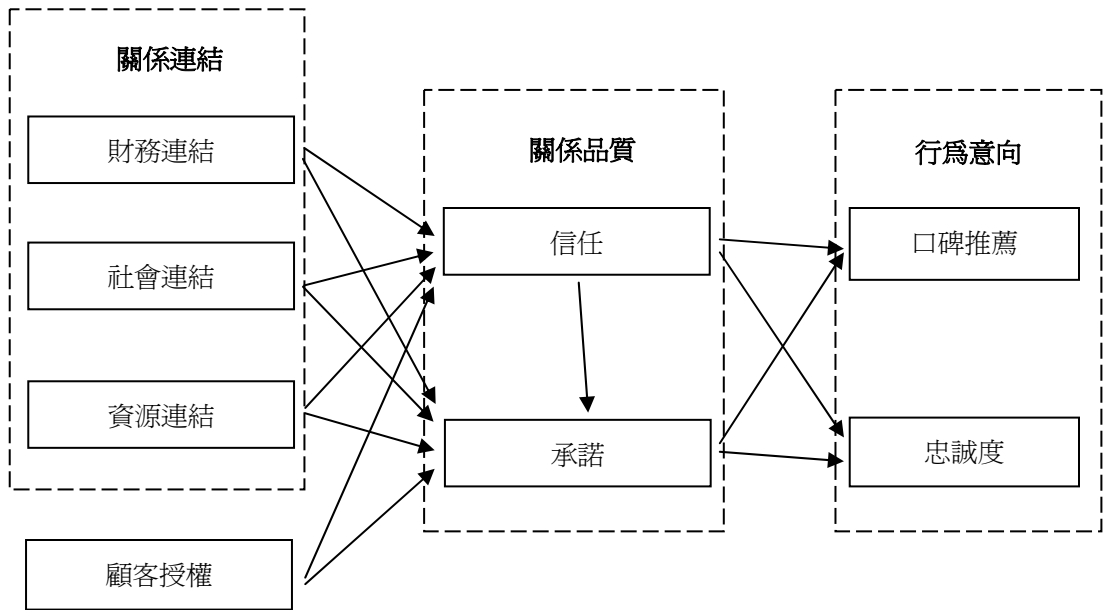 關係連結
財務連結
社會連結
資源連結
顧客授權
關係品質
信任
承諾
行為意向
口碑推薦
忠誠度